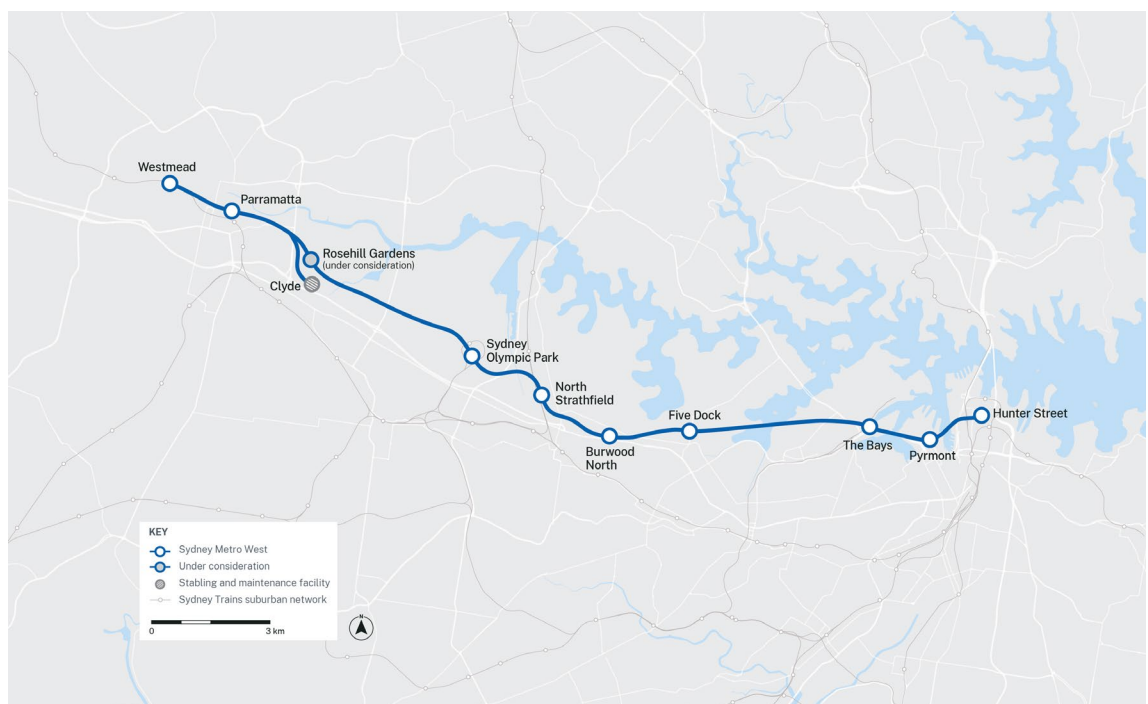 Westmead
Parramatta
Rosehill Gardens
(under consideration)
Clyde
Sydney
Olympic Park
North
Strathfield
Burwood
North
Five Dock
The Bays
Pyrmont
Hunter Street
KEY
Sydney Metro West
Under consideration
Stabling and maintenance facility
Sydney Trains suburban network
0 3 km
N